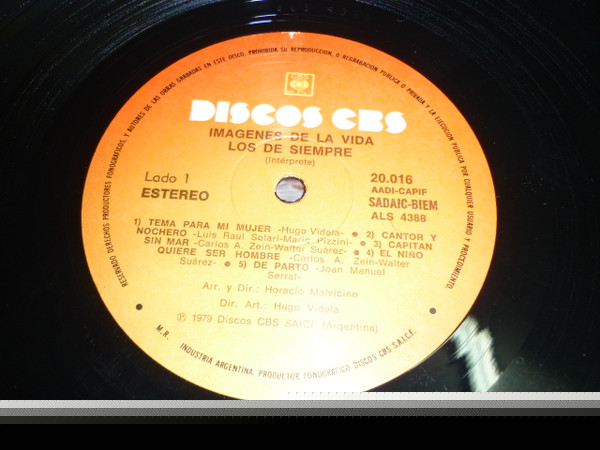 RESERVADO DERECHOS PRODUCTORES FONOGRAFICOS, Y AUTORES DE LAS OBRAS GRABADAS EN ESTE DISCO. PROHIBIDA SU REPRODUCCION, O REGRABACION PUBLICA O PRIVADA Y LA EJECUCION PUBLICA POR CUALQUIER USUARIO Y PROCEDIMIENTO.
DISCOS CBS
IMAGENES DE LA VIDA
LOS DE SIEMPRE
(Intérprete)
Lado 1
ESTEREO
20.016
AADI-CAPIF
SADAIC-BIEM
ALS 4388
1) TEMA PARA MI MUJER -Hugo Videla- ● 2) CANTOR Y
NOCHERO -Luis Raul Solari-Mario Pizzini- ● 3) CAPITAN
SIN MAR -Carlos A. Zein-Walter Suárez- ● 4) EL NIÑO
QUIERE SER HOMBRE -Carlos A. Zein-Walter
Suárez- ● 5) DE PARTO -Joan Manuel
Serrat-
Arr. y Dir.: Horacio Malvicino
Dir. Art.: Hugo Videla
℗ 1979 Discos CBS SAICF (Argentina)
M.R. INDUSTRIA ARGENTINA PRODUCTOR FONOGRAFICO DISCOS CBS S.A.I.C.F.